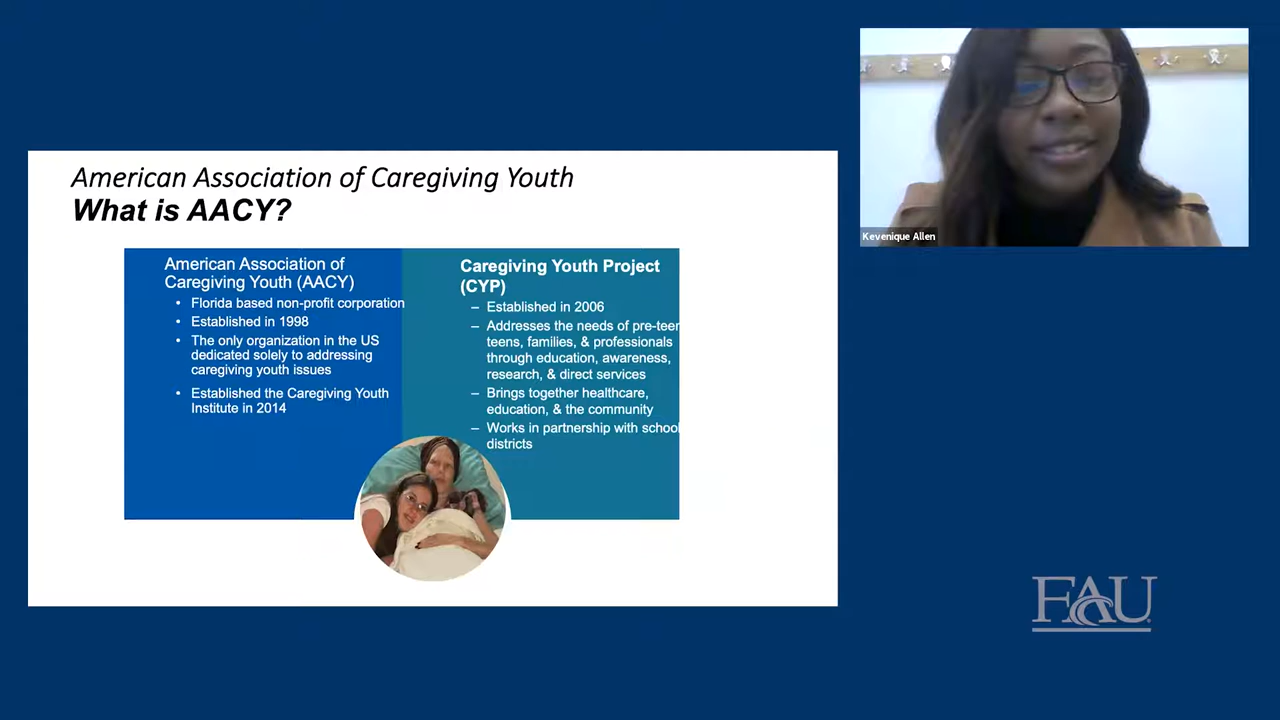 American Association of Caregiving Youth
What is AACY?
American Association of
Caregiving Youth (AACY)
• Florida based non-profit corporation
• Established in 1998
• The only organization in the US
dedicated solely to addressing
caregiving youth issues
• Established the Caregiving Youth
Institute in 2014
Caregiving Youth Project
(CYP)
– Established in 2006
– Addresses the needs of pre-teen
teens, families, & professionals
through education, awareness,
research, & direct services
– Brings together healthcare,
education, & the community
– Works in partnership with school
districts
Kevenique Allen
FAU